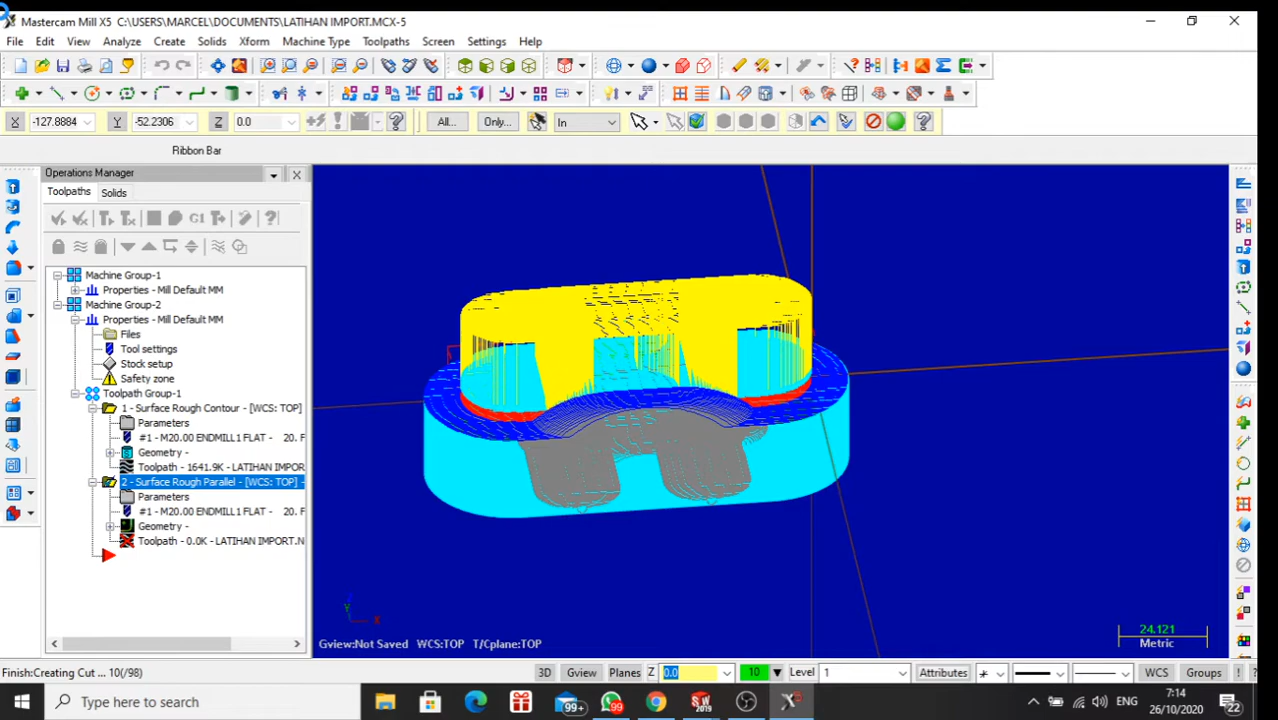 Mastercam Mill X5 C:\USERS\MARCEL\DOCUMENTS\LATIHAN IMPORT.MCX-5
File Edit View Analyze Create Solids Xform Machine Type Toolpaths Screen Settings Help
X -127.8884 Y -52.2306 Z 0.0 All... Only... In
Ribbon Bar
Operations Manager
Toolpaths Solids
G1
Machine Group-1
Properties - Mill Default MM
Machine Group-2
Properties - Mill Default MM
Files
Tool settings
Stock setup
Safety zone
Toolpath Group-1
1 - Surface Rough Contour - [WCS: TOP]
Parameters
#1 - M20.00 ENDMILL1 FLAT - 20. F
Geometry -
Toolpath - 1641.9K - LATIHAN IMPOR
2 - Surface Rough Parallel - [WCS: TOP] -
Parameters
#1 - M20.00 ENDMILL1 FLAT - 20. F
Geometry -
Toolpath - 0.0K - LATIHAN IMPORT.N
Y X
Gview:Not Saved WCS:TOP T/Cplane:TOP
24.121
Metric
Finish:Creating Cut ... 10(/98) 3D Gview Planes Z 0.0 10 Level 1 Attributes WCS Groups ! ?
Type here to search 99+ 99 SW 2019 ENG 7:14
26/10/2020 22